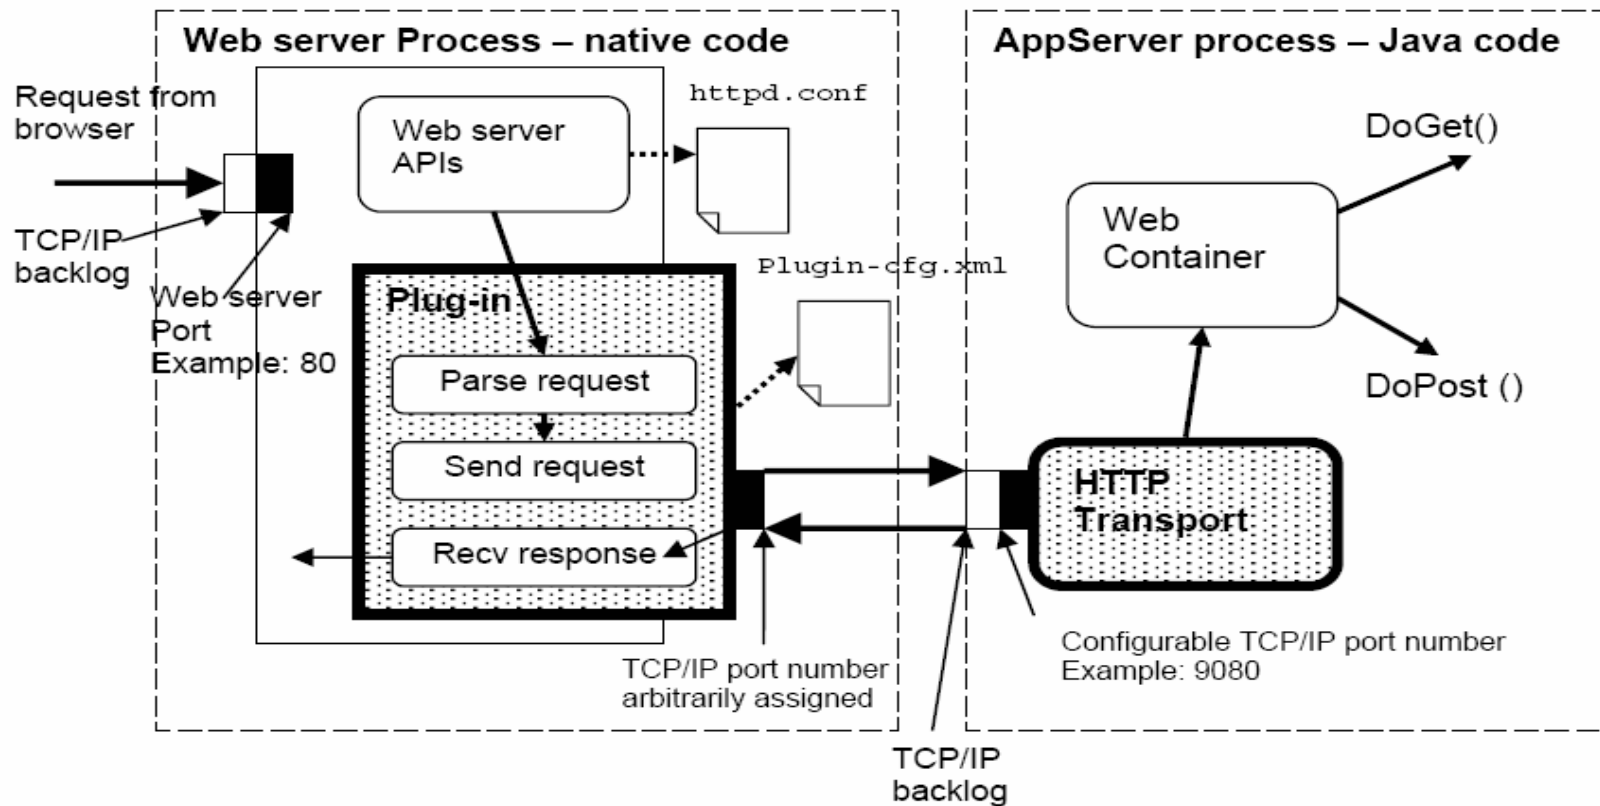 Web server Process – native code
AppServer process – Java code
Request from
browser
httpd.conf
Web server
APIs
DoGet()
TCP/IP
backlog
Web
Container
Plugin-cfg.xml
Web server
Port
Example: 80
Plug-in
Parse request
DoPost ()
Send request
HTTP
Transport
Recv response
TCP/IP port number
arbitrarily assigned
Configurable TCP/IP port number
Example: 9080
TCP/IP
backlog